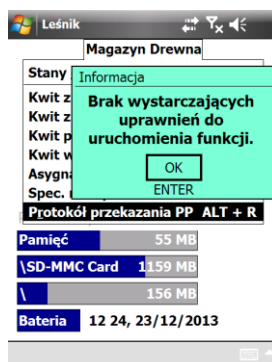 Leśnik
Magazyn Drewna
Stany
Informacja
Kwit z
Kwit z
Kwit p
Kwit w
Asygna
Spec.
Brak wystarczających
uprawnień do
uruchomienia funkcji.
OK
ENTER
Protokół przekazania PP ALT + R
Pamięć 55 MB
\SD-MMC Card 1159 MB
\ 156 MB
Bateria 12 24, 23/12/2013